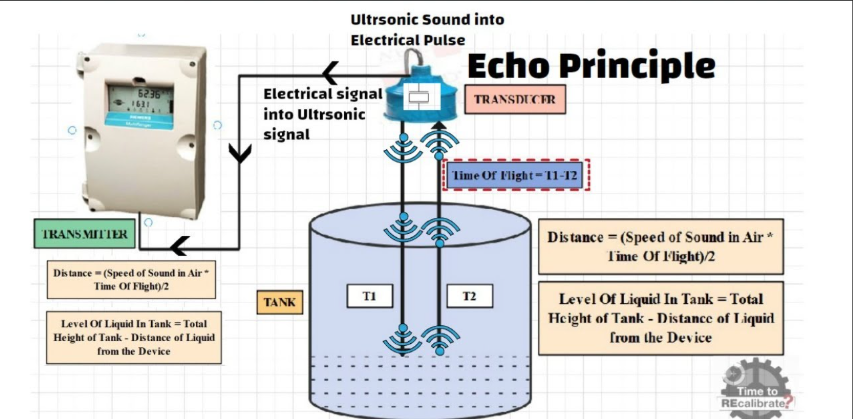 Ultrsonic Sound into
Electrical Pulse
Echo Principle
Electrical signal
into Ultrsonic
signal
TRANSDUCER
6236
1631
SIEMENS
Time Of Flight = T1-T2
TRANSMITTER
Distance = (Speed of Sound in Air *
Time Of Flight)/2
Level Of Liquid In Tank = Total
Height of Tank - Distance of Liquid
from the Device
TANK
T1
T2
Distance = (Speed of Sound in Air *
Time Of Flight)/2
Level Of Liquid In Tank = Total
Height of Tank - Distance of Liquid
from the Device
Time to
REcalibrate?